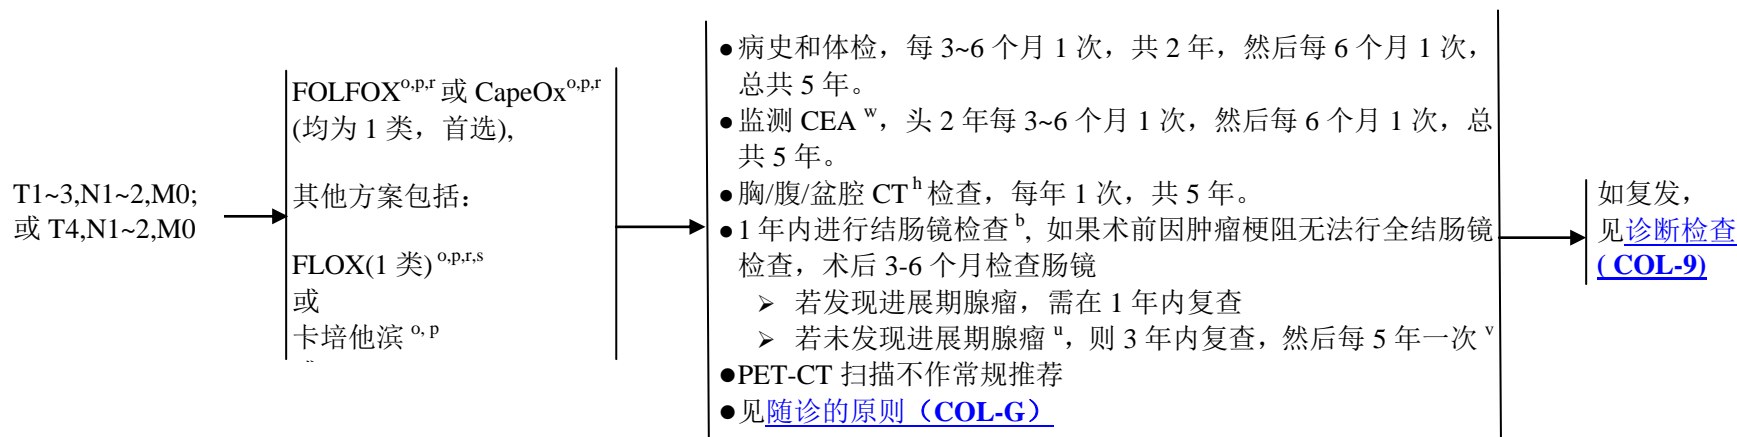 T1~3,N1~2,M0;
或 T4,N1~2,M0
FOLFOX^o,p,r 或 CapeOx^o,p,r
(均为 1 类，首选),
其他方案包括：
FLOX(1 类)^o,p,r,s
或
卡培他滨^o, p
●病史和体检，每 3~6 个月 1 次，共 2 年，然后每 6 个月 1 次，
总共 5 年。
●监测 CEA^w，头 2 年每 3~6 个月 1 次，然后每 6 个月 1 次，总
共 5 年。
●胸/腹/盆腔 CT^h 检查，每年 1 次，共 5 年。
●1 年内进行结肠镜检查^b, 如果术前因肿瘤梗阻无法行全结肠镜
检查，术后 3-6 个月检查肠镜
➢ 若发现进展期腺瘤，需在 1 年内复查
➢ 若未发现进展期腺瘤^u，则 3 年内复查，然后每 5 年一次^v
●PET-CT 扫描不作常规推荐
●见随诊的原则（COL-G）
如复发，
见诊断检查
( COL-9)